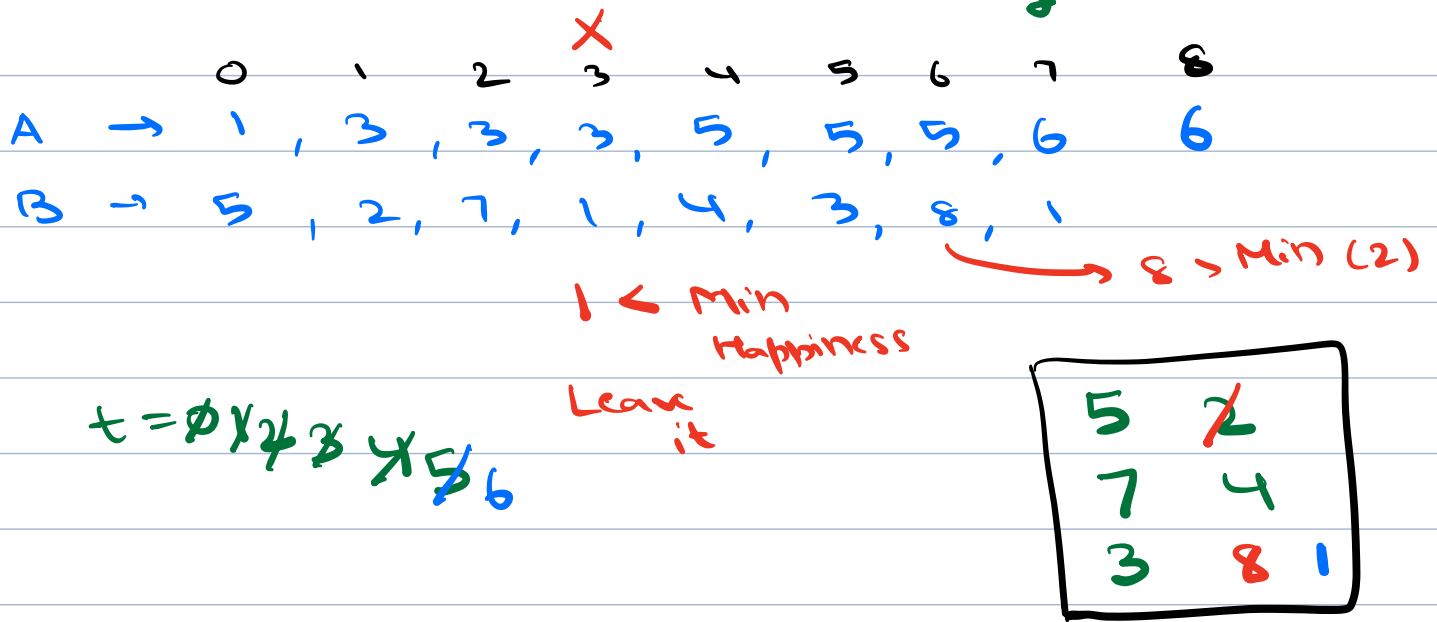 X
0 1 2 3 4 5 6 7 8
A → 1, 3, 3, 3, 5, 5, 5, 6 6
B → 5, 2, 7, 1, 4, 3, 8, 1
8 > Min (2)
1 < Min
Happiness
Leave
it
t = 0 1 2 3 4 5 6
5 2
7 4
3 8 1